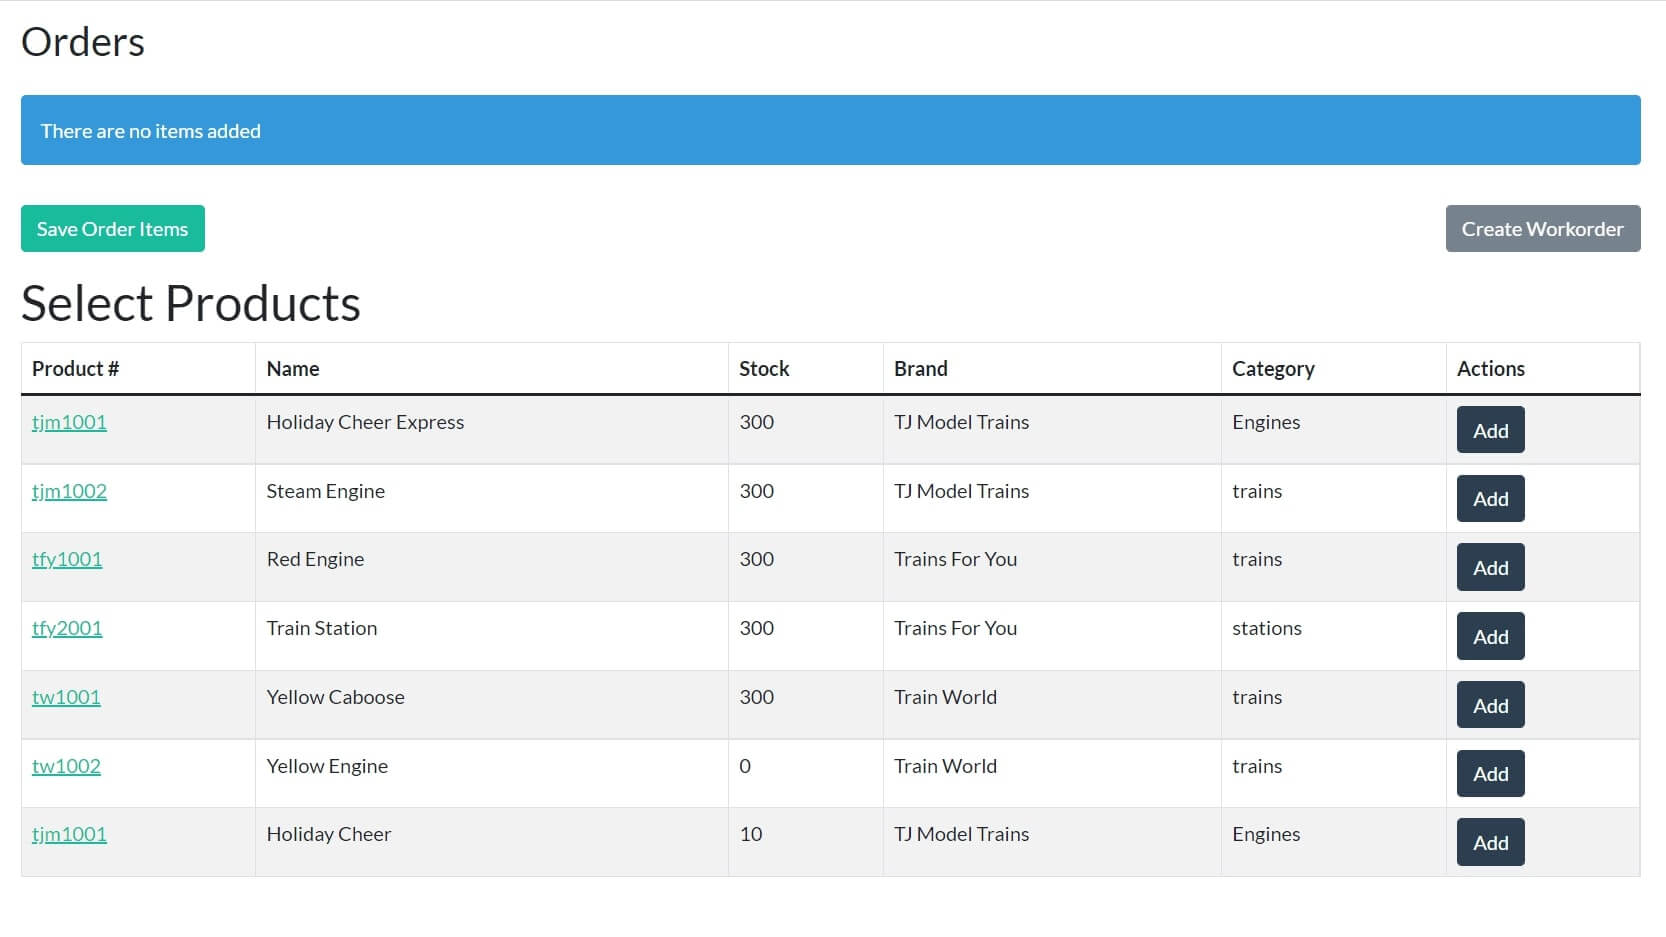 Orders
There are no items added
Save Order Items Create Workorder
Select Products
Product # Name Stock Brand Category Actions
tjm1001 Holiday Cheer Express 300 TJ Model Trains Engines Add
tjm1002 Steam Engine 300 TJ Model Trains trains Add
tfy1001 Red Engine 300 Trains For You trains Add
tfy2001 Train Station 300 Trains For You stations Add
tw1001 Yellow Caboose 300 Train World trains Add
tw1002 Yellow Engine 0 Train World trains Add
tjm1001 Holiday Cheer 10 TJ Model Trains Engines Add